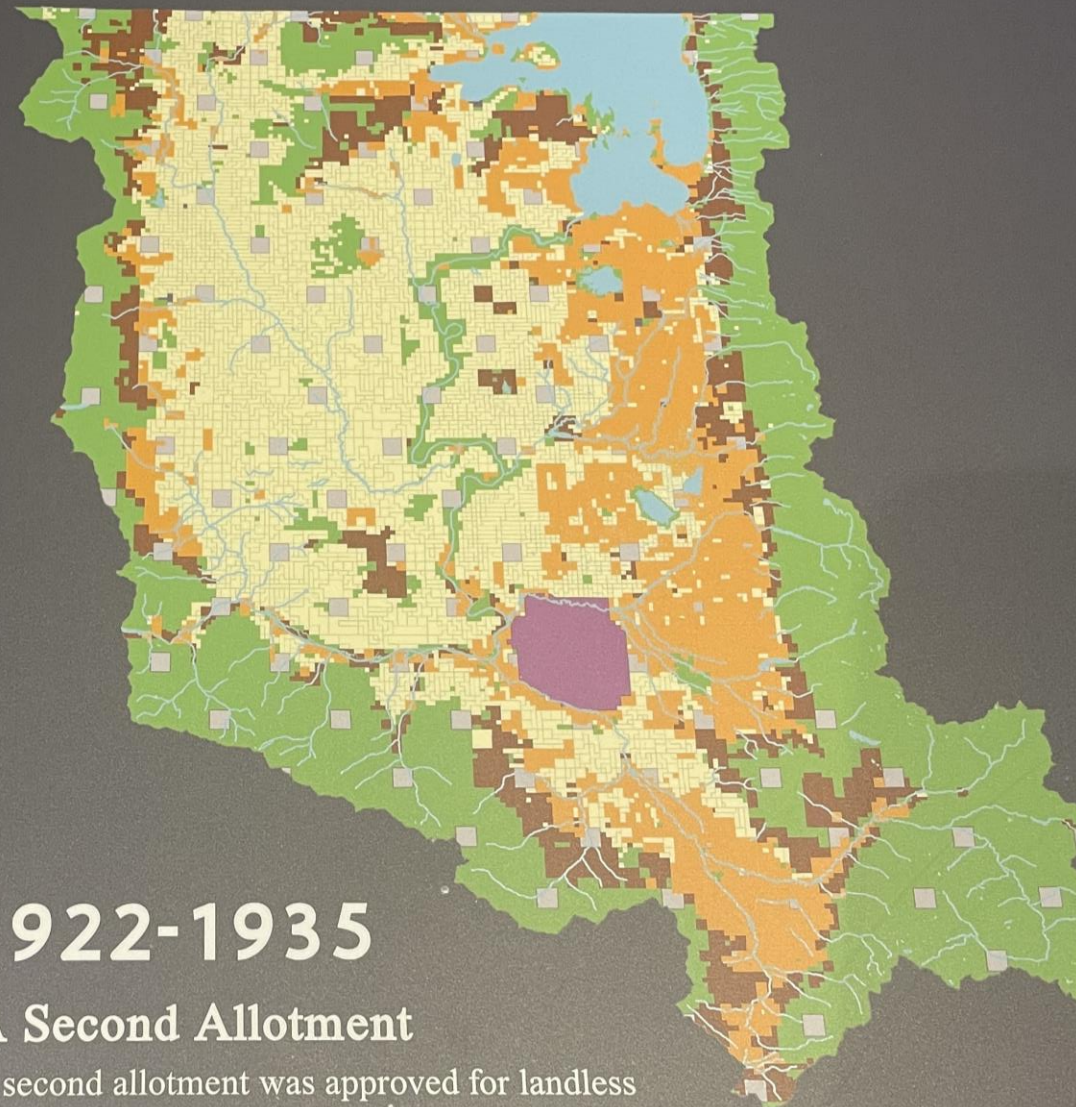 922-1935
Second Allotment
second allotment was approved for landless